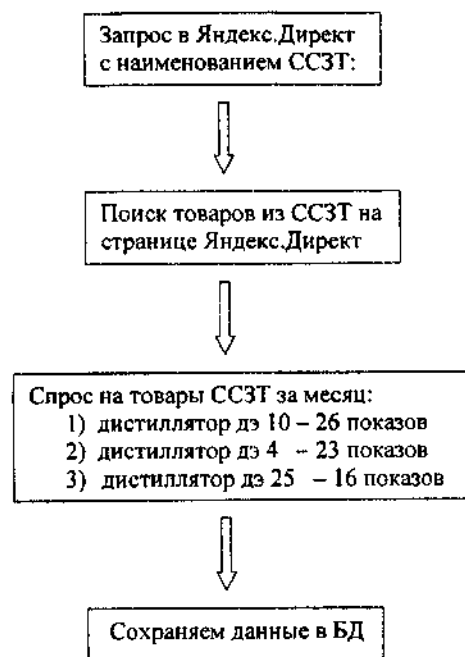 Запрос в Яндекс.Директ
с наименованием ССЗТ:
Поиск товаров из ССЗТ на
странице Яндекс.Директ
Спрос на товары ССЗТ за месяц:
1) дистиллятор дэ 10 – 26 показов
2) дистиллятор дэ 4 – 23 показов
3) дистиллятор дэ 25 – 16 показов
Сохраняем данные в БД